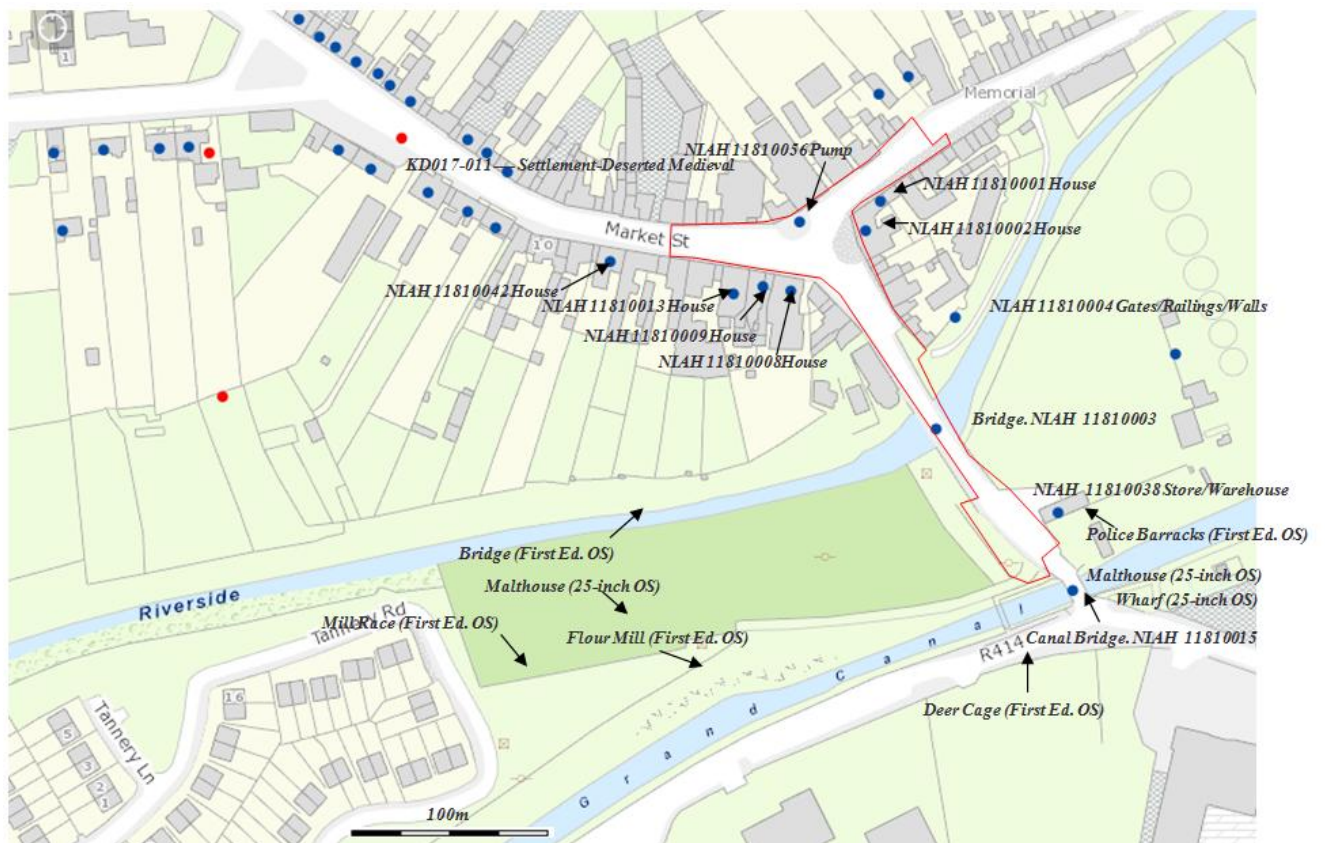 1
Memorial
NIAH 11810056 Pump
KD017-011 — Settlement-Deserted Medieval
NIAH 11810001 House
NIAH 11810002 House
Market St
10
NIAH 11810042 House
NIAH 11810013 House
NIAH 11810004 Gates/Railings/Walls
NIAH 11810009 House
NIAH 11810008 House
Bridge. NIAH 11810003
NIAH 11810038 Store/Warehouse
Police Barracks (First Ed. OS)
Bridge (First Ed. OS)
Malthouse (25-inch OS)
Malthouse (25-inch OS)
Wharf (25-inch OS)
Riverside
Tannery Rd
Mill Race (First Ed. OS)
Flour Mill (First Ed. OS)
Canal Bridge. NIAH 11810015
R414
Grand Canal
Deer Cage (First Ed. OS)
16
Tannery Ln
5
3
2
1
100m